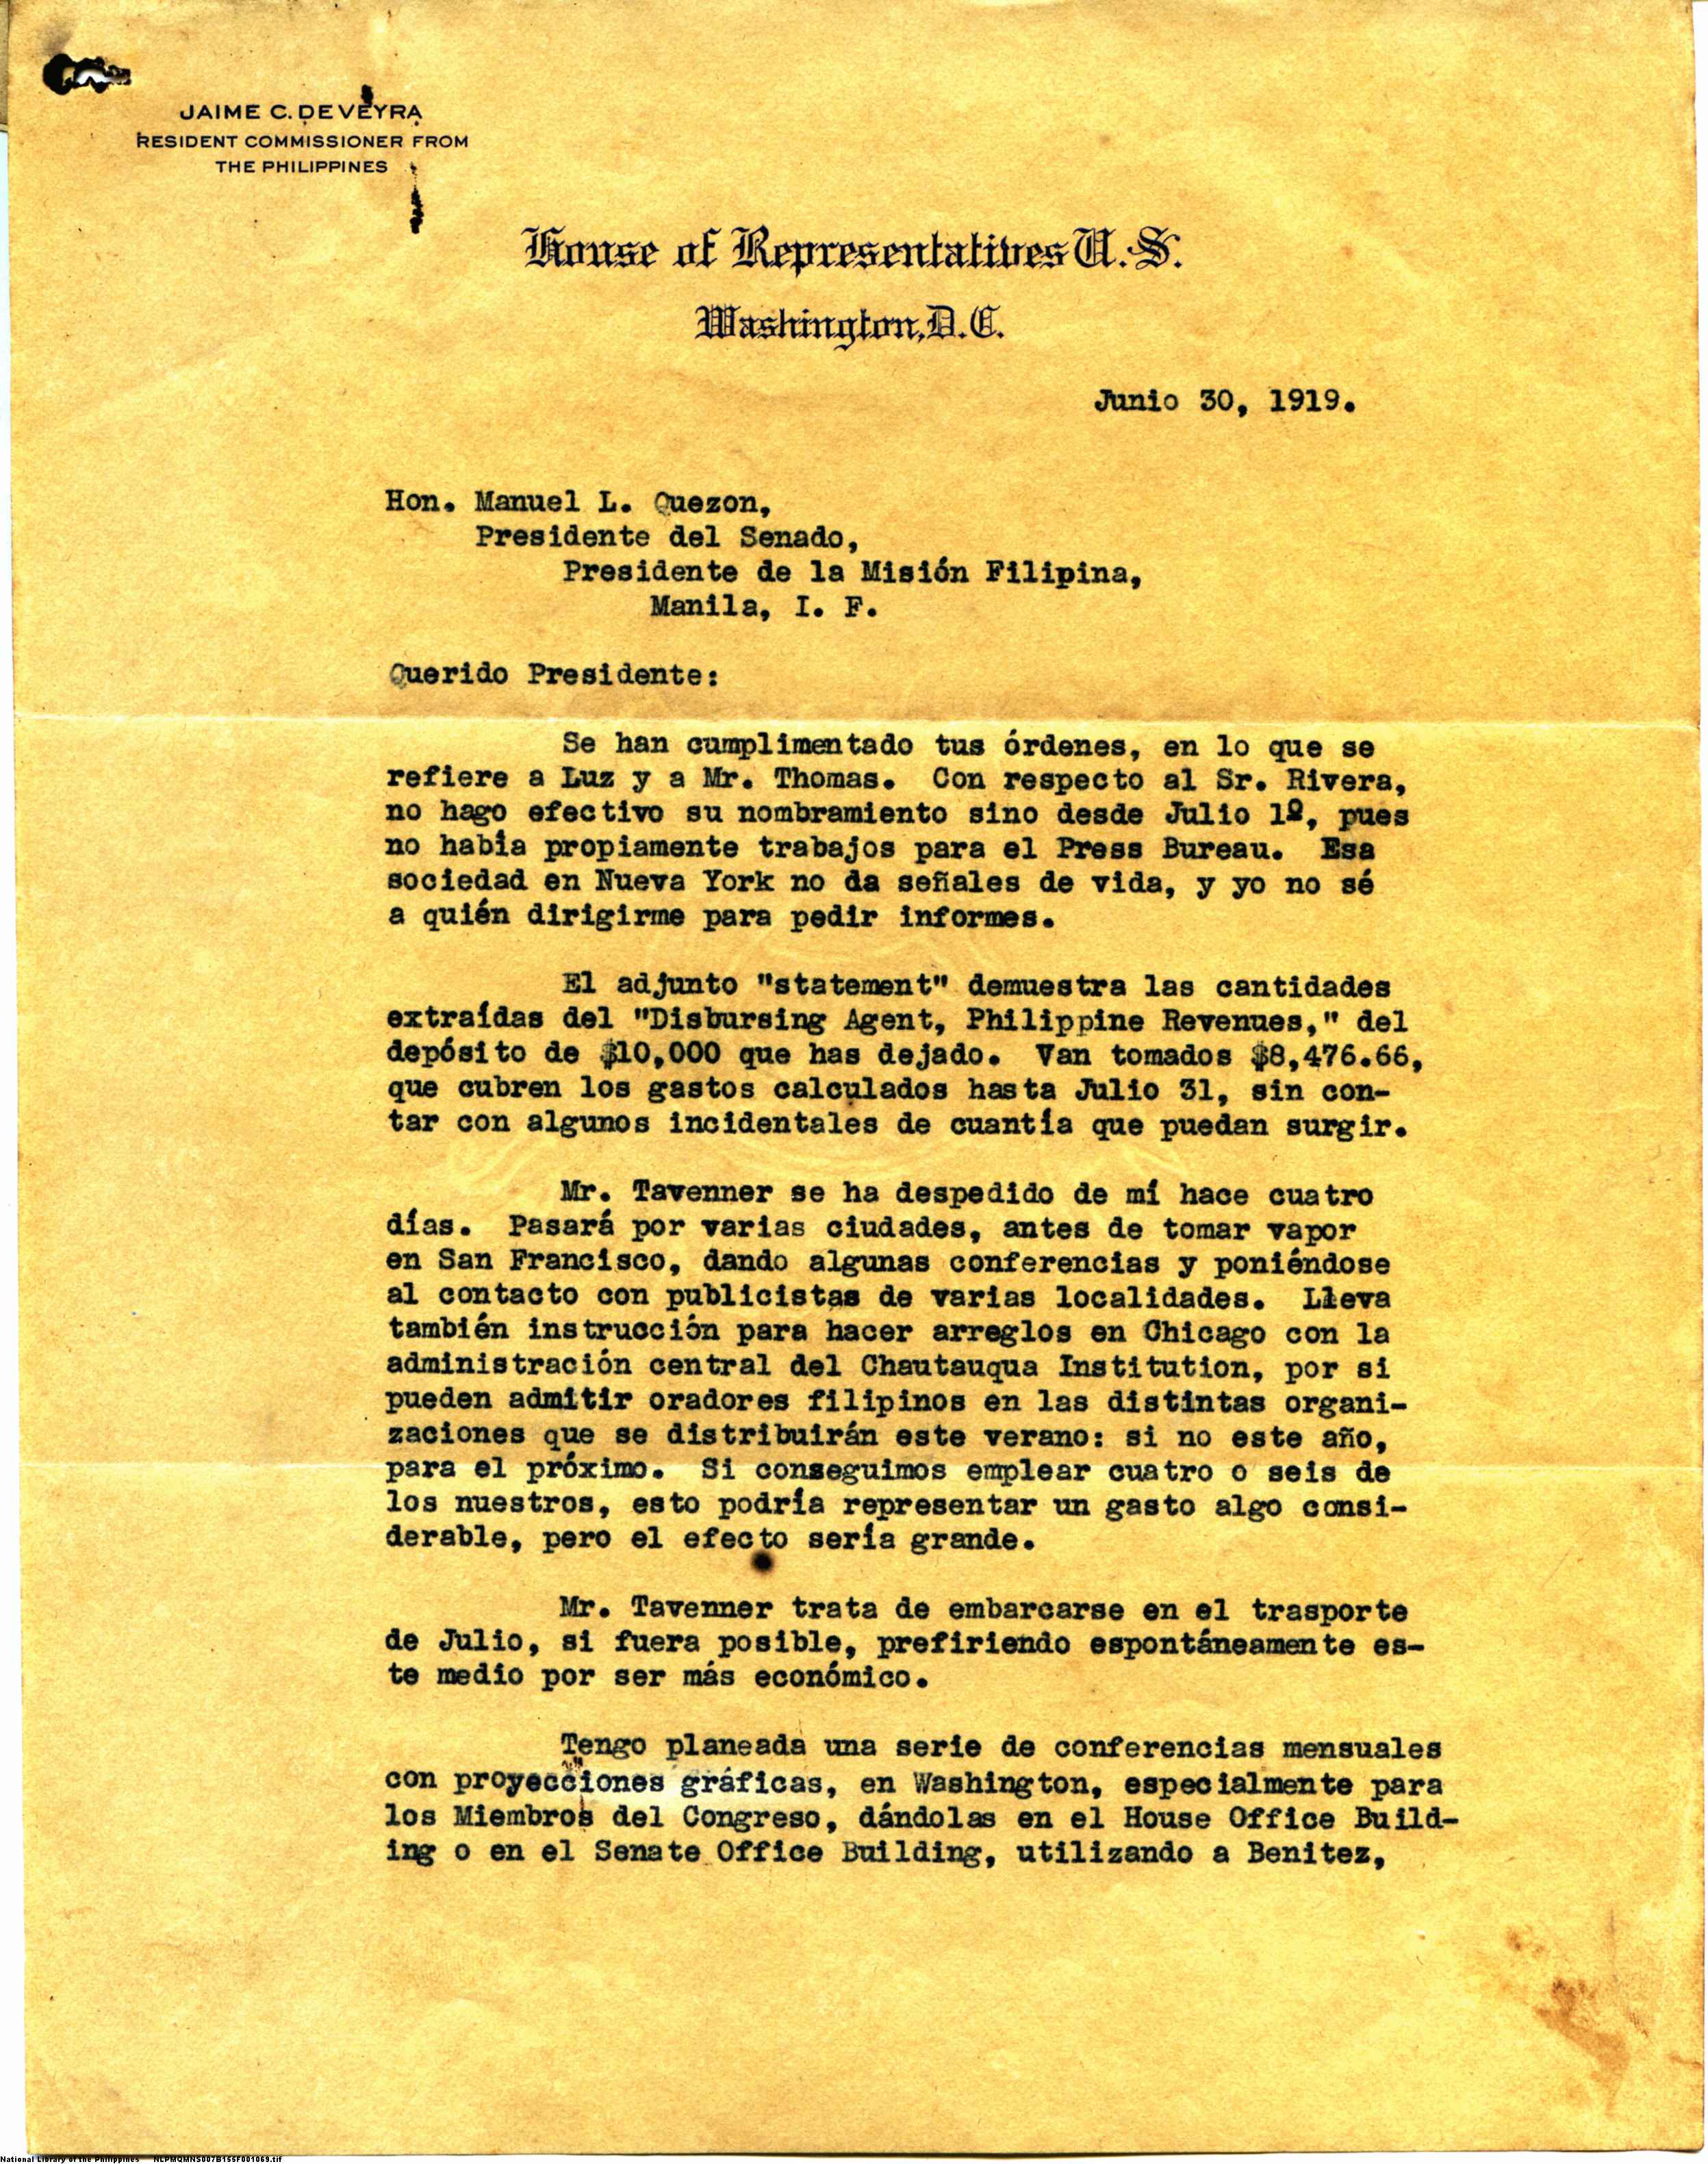 JAIME C. DE VEYRA
RESIDENT COMMISSIONER FROM
THE PHILIPPINES
House of Representatives U.S.
Washington, D.C.
Junio 30, 1919.
Hon. Manuel L. Quezon,
Presidente del Senado,
Presidente de la Misión Filipina,
Manila, I. F.
Querido Presidente:
Se han cumplimentado tus órdenes, en lo que se
refiere a Luz y a Mr. Thomas. Con respecto al Sr. Rivera,
no hago efectivo su nombramiento sino desde Julio 1º, pues
no había propiamente trabajos para el Press Bureau. Esa
sociedad en Nueva York no da señales de vida, y yo no sé
a quién dirigirme para pedir informes.
El adjunto "statement" demuestra las cantidades
extraídas del "Disbursing Agent, Philippine Revenues," del
depósito de $10,000 que has dejado. Van tomados $8,476.66,
que cubren los gastos calculados hasta Julio 31, sin con-
tar con algunos incidentales de cuantía que puedan surgir.
Mr. Tavenner se ha despedido de mí hace cuatro
días. Pasará por varias ciudades, antes de tomar vapor
en San Francisco, dando algunas conferencias y poniéndose
al contacto con publicistas de varias localidades. Lleva
también instrucción para hacer arreglos en Chicago con la
administración central del Chautauqua Institution, por si
pueden admitir oradores filipinos en las distintas organi-
zaciones que se distribuirán este verano: si no este año,
para el próximo. Si conseguimos emplear cuatro o seis de
los nuestros, esto podría representar un gasto algo consi-
derable, pero el efecto sería grande.
Mr. Tavenner trata de embarcarse en el trasporte
de Julio, si fuera posible, prefiriendo espontáneamente es-
te medio por ser más económico.
Tengo planeada una serie de conferencias mensuales
con proyecciones gráficas, en Washington, especialmente para
los Miembros del Congreso, dándolas en el House Office Build-
ing o en el Senate Office Building, utilizando a Benitez,
National Library of the Philippines NLPMQMNS007B155F001069.tif